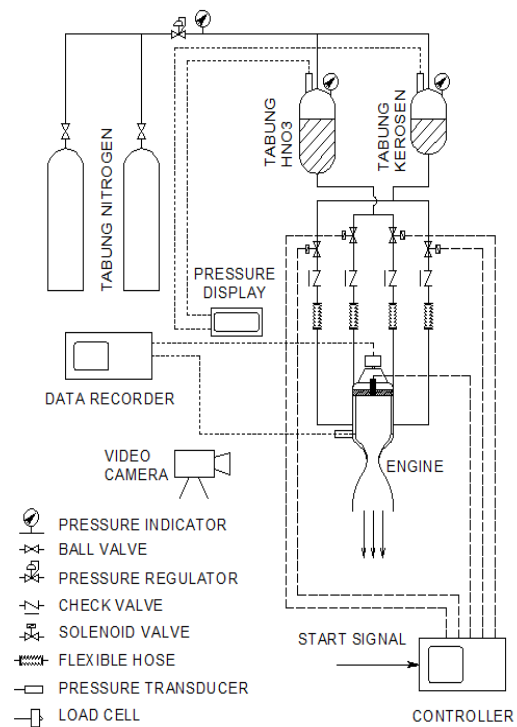 TABUNG NITROGEN
TABUNG
HNO3
TABUNG
KEROSEN
PRESSURE
DISPLAY
DATA RECORDER
VIDEO
CAMERA
ENGINE
PRESSURE INDICATOR
BALL VALVE
PRESSURE REGULATOR
CHECK VALVE
SOLENOID VALVE
FLEXIBLE HOSE
PRESSURE TRANSDUCER
LOAD CELL
START SIGNAL
CONTROLLER